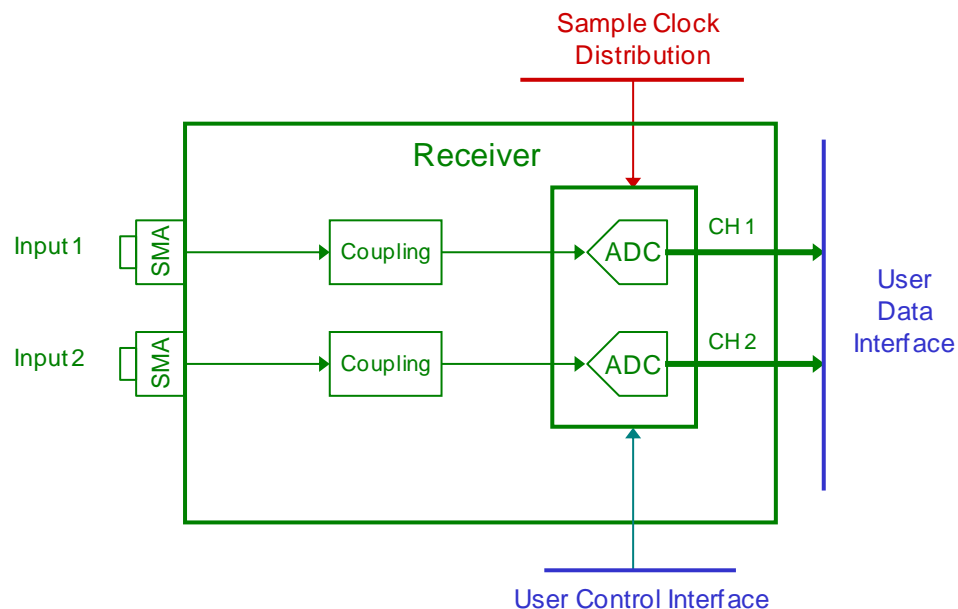 Sample Clock
Distribution
Receiver
Input 1
SMA
Coupling
ADC
CH 1
Input 2
SMA
Coupling
ADC
CH 2
User
Data
Interface
User Control Interface